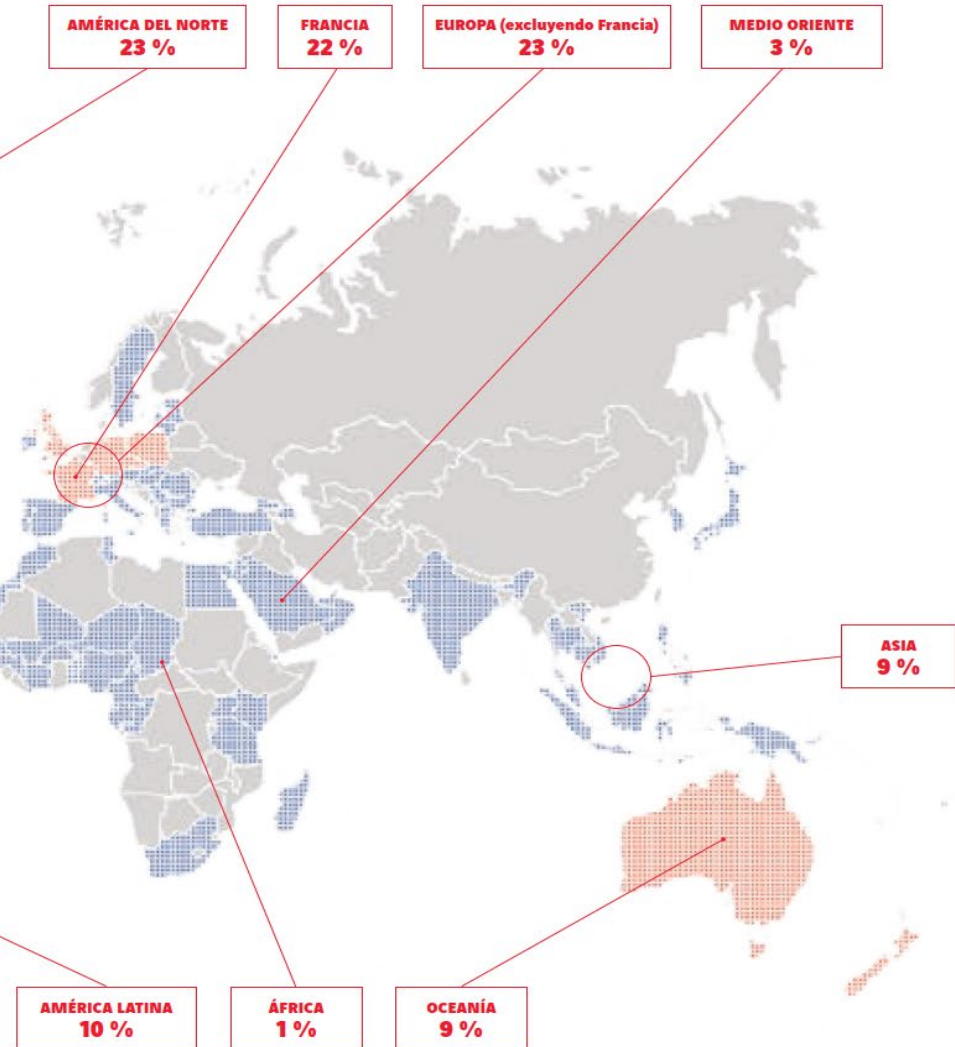 AMÉRICA DEL NORTE
23 %
FRANCIA
22 %
EUROPA (excluyendo Francia)
23 %
MEDIO ORIENTE
3 %
ASIA
9 %
AMÉRICA LATINA
10 %
ÁFRICA
1 %
OCEANÍA
9 %